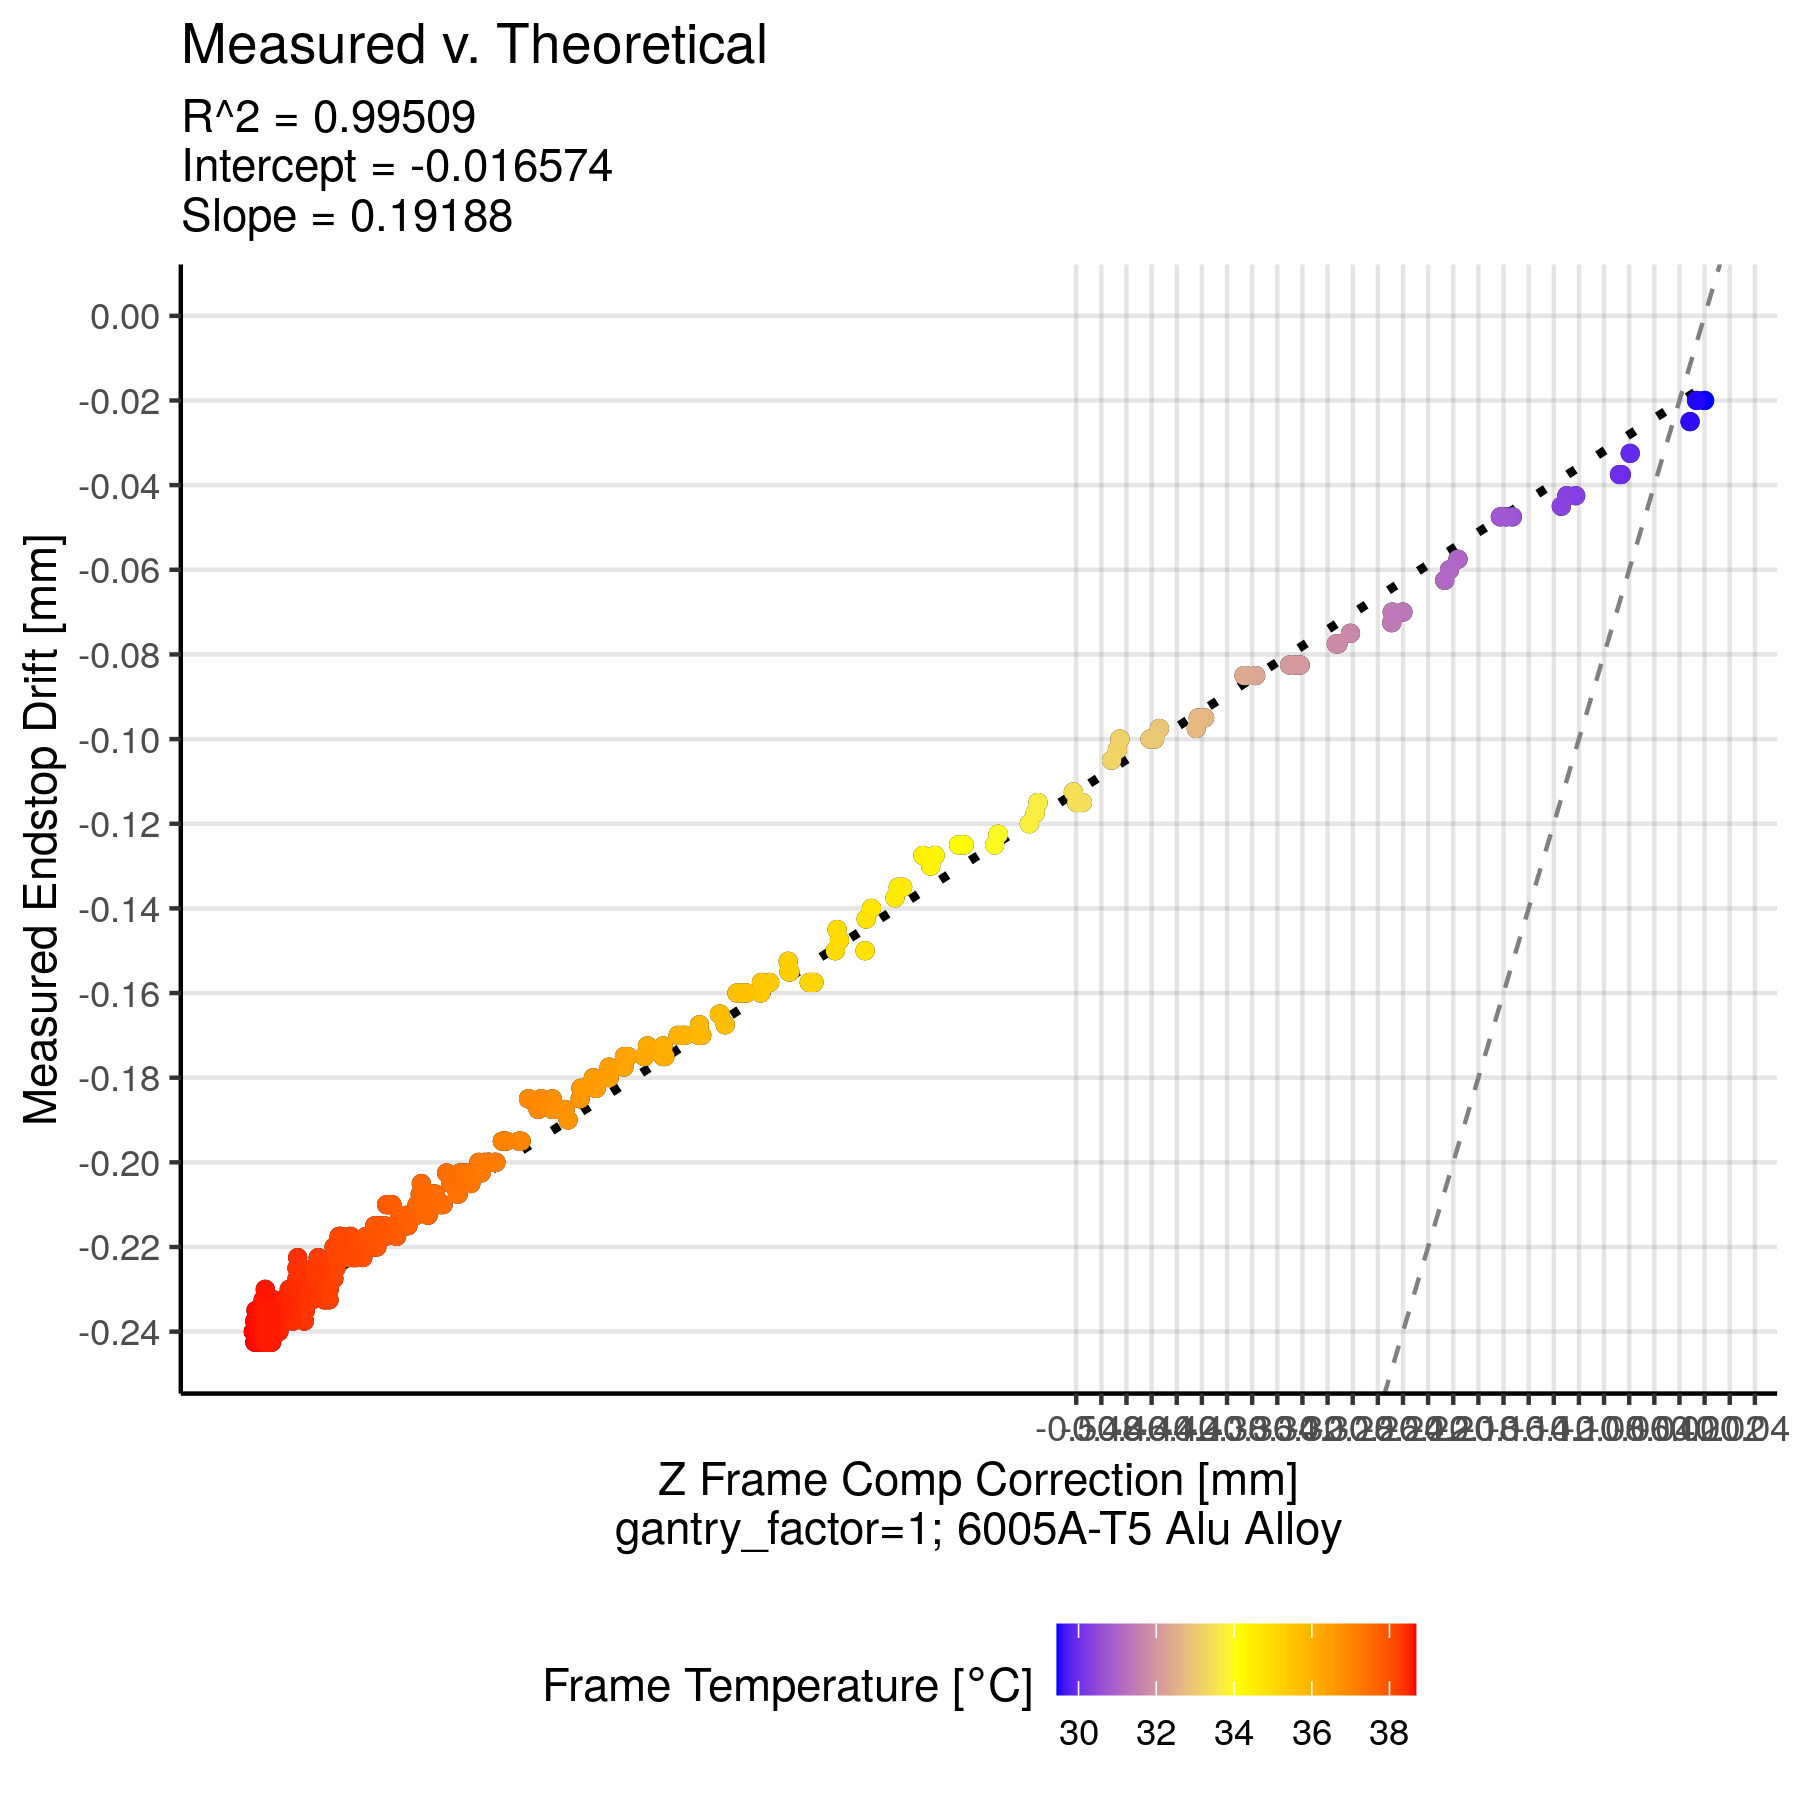 Measured v. Theoretical
R^2 = 0.99509
Intercept = -0.016574
Slope = 0.19188
0.00
-0.02
-0.04
-0.06
-0.08
-0.10
-0.12
-0.14
-0.16
-0.18
-0.20
-0.22
-0.24
Measured Endstop Drift [mm]
Z Frame Comp Correction [mm]
gantry_factor=1; 6005A-T5 Alu Alloy
Frame Temperature [°C]
30 32 34 36 38